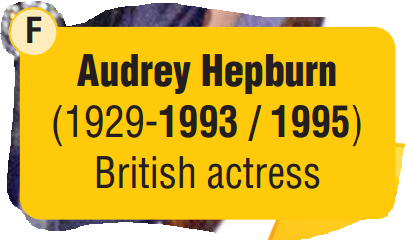 F
Audrey Hepburn
(1929-1993 / 1995)
British actress